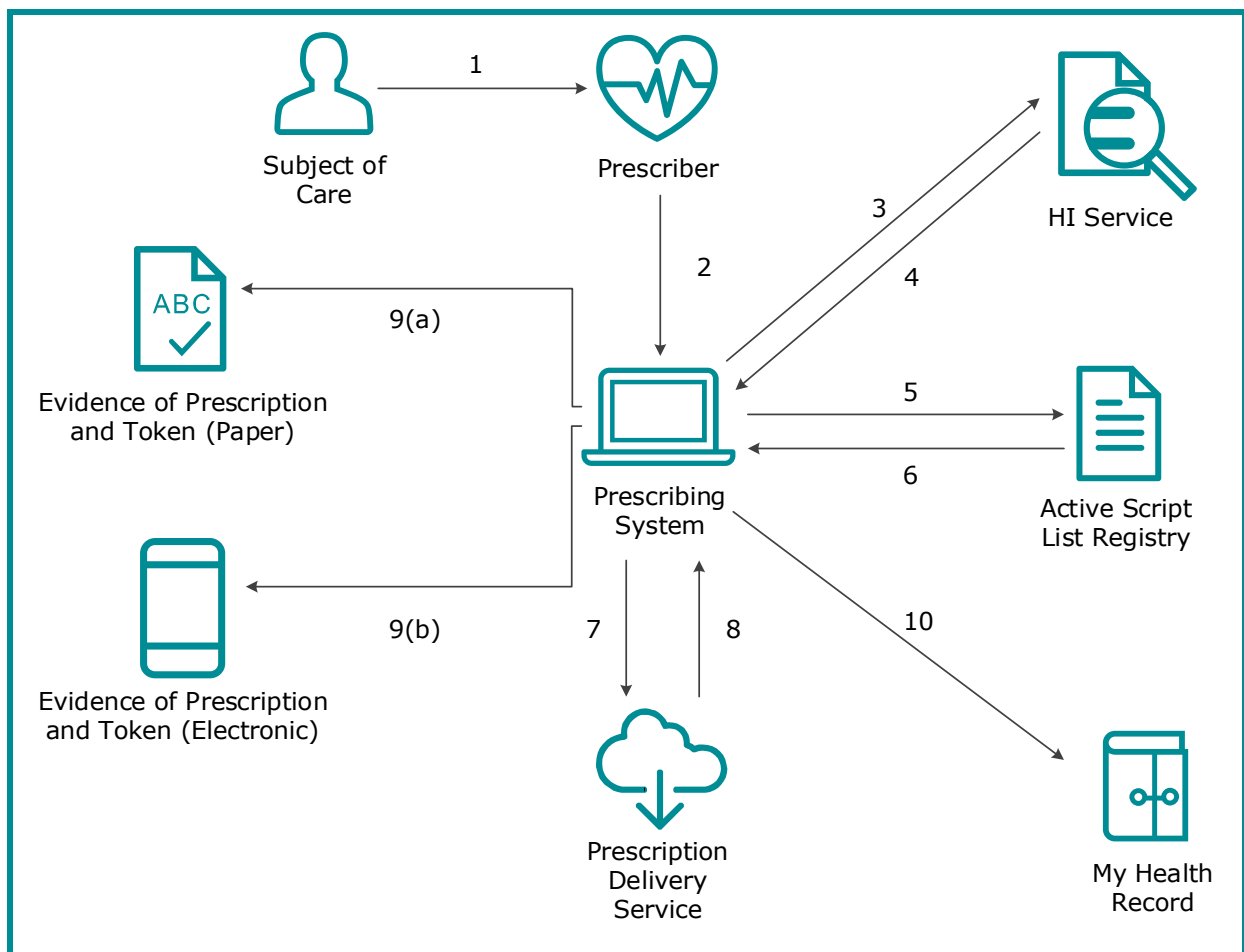 1
Subject of
Care
Prescriber
HI Service
3
4
2
ABC
9(a)
Evidence of Prescription
and Token (Paper)
5
6
Prescribing
System
Active Script
List Registry
9(b)
7
8
10
Evidence of Prescription
and Token (Electronic)
Prescription
Delivery
Service
My Health
Record